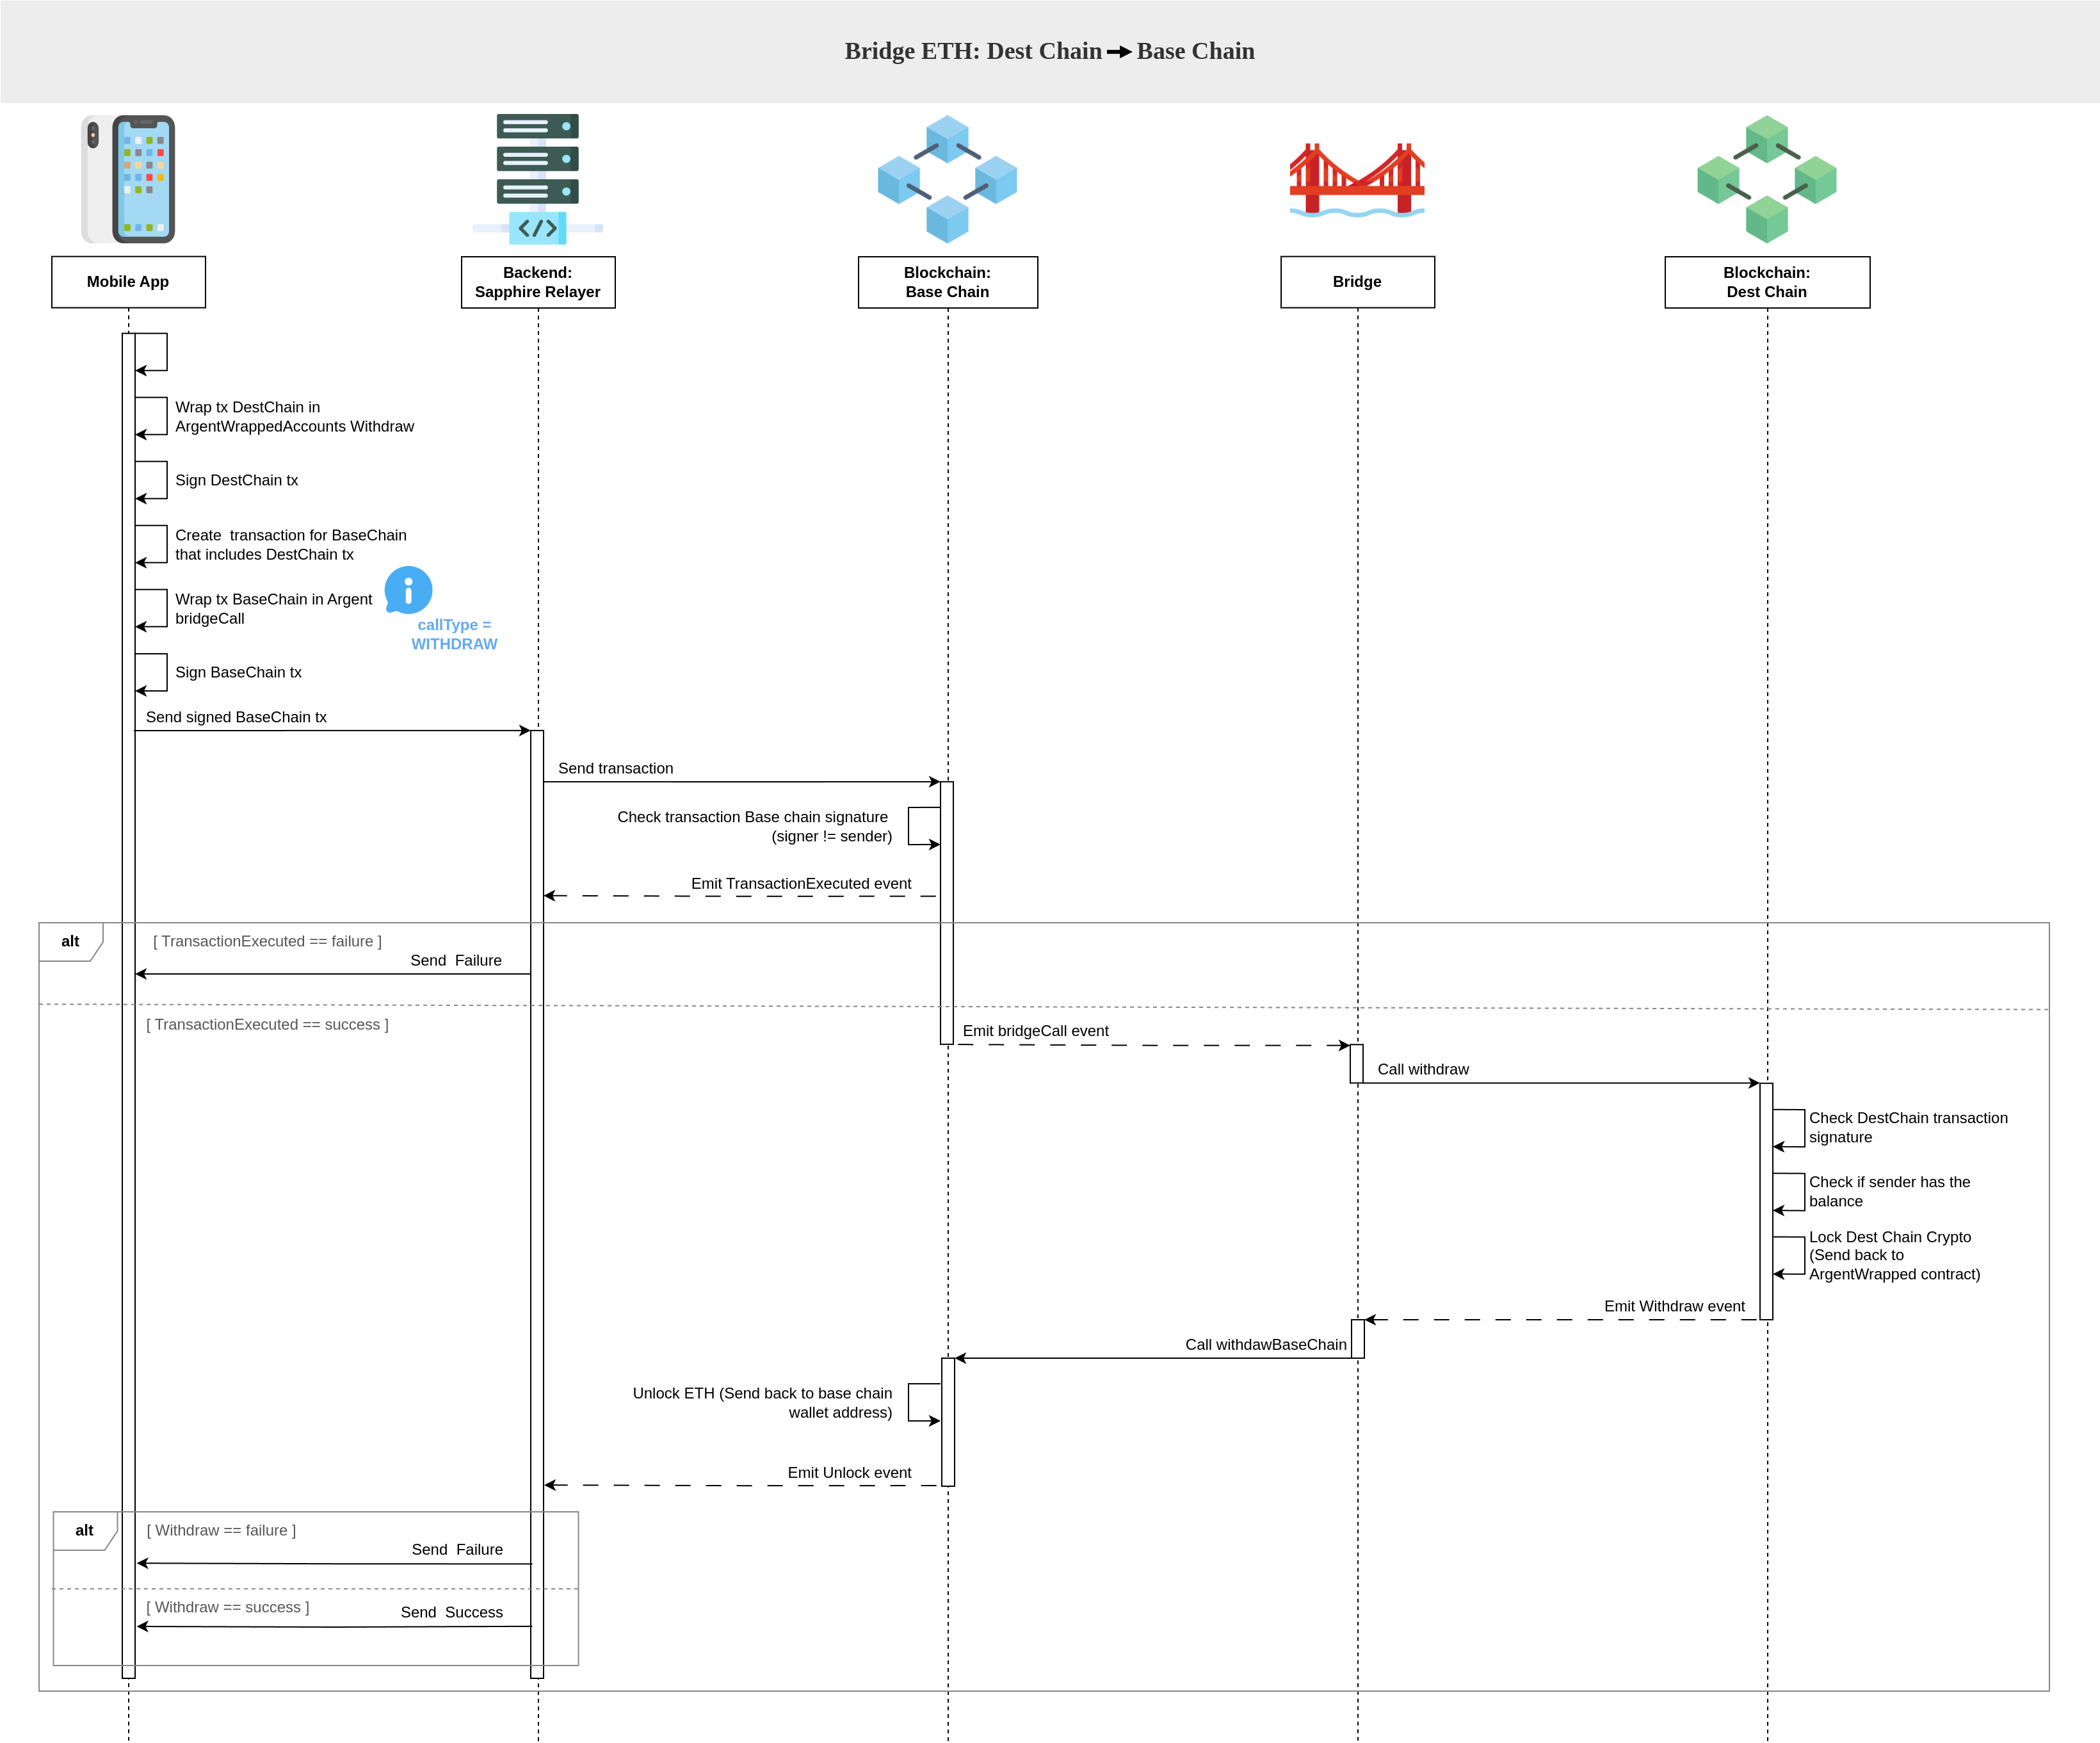 Bridge ETH: Dest Chain Base Chain
Mobile App
Backend:
Sapphire Relayer
Blockchain:
Base Chain
Bridge
Blockchain:
Dest Chain
Wrap tx DestChain in
ArgentWrappedAccounts Withdraw
Sign DestChain tx
Create  transaction for BaseChain
that includes DestChain tx
Wrap tx BaseChain in Argent
bridgeCall
callType =
WITHDRAW
Sign BaseChain tx
Send signed BaseChain tx
Send transaction
Check transaction Base chain signature
(signer != sender)
Emit TransactionExecuted event
alt
[ TransactionExecuted == failure ]
Send  Failure
[ TransactionExecuted == success ]
Emit bridgeCall event
Call withdraw
Check DestChain transaction
signature
Check if sender has the
balance
Lock Dest Chain Crypto
(Send back to
ArgentWrapped contract)
Emit Withdraw event
Call withdawBaseChain
Unlock ETH (Send back to base chain
wallet address)
Emit Unlock event
alt
[ Withdraw == failure ]
Send  Failure
[ Withdraw == success ]
Send  Success